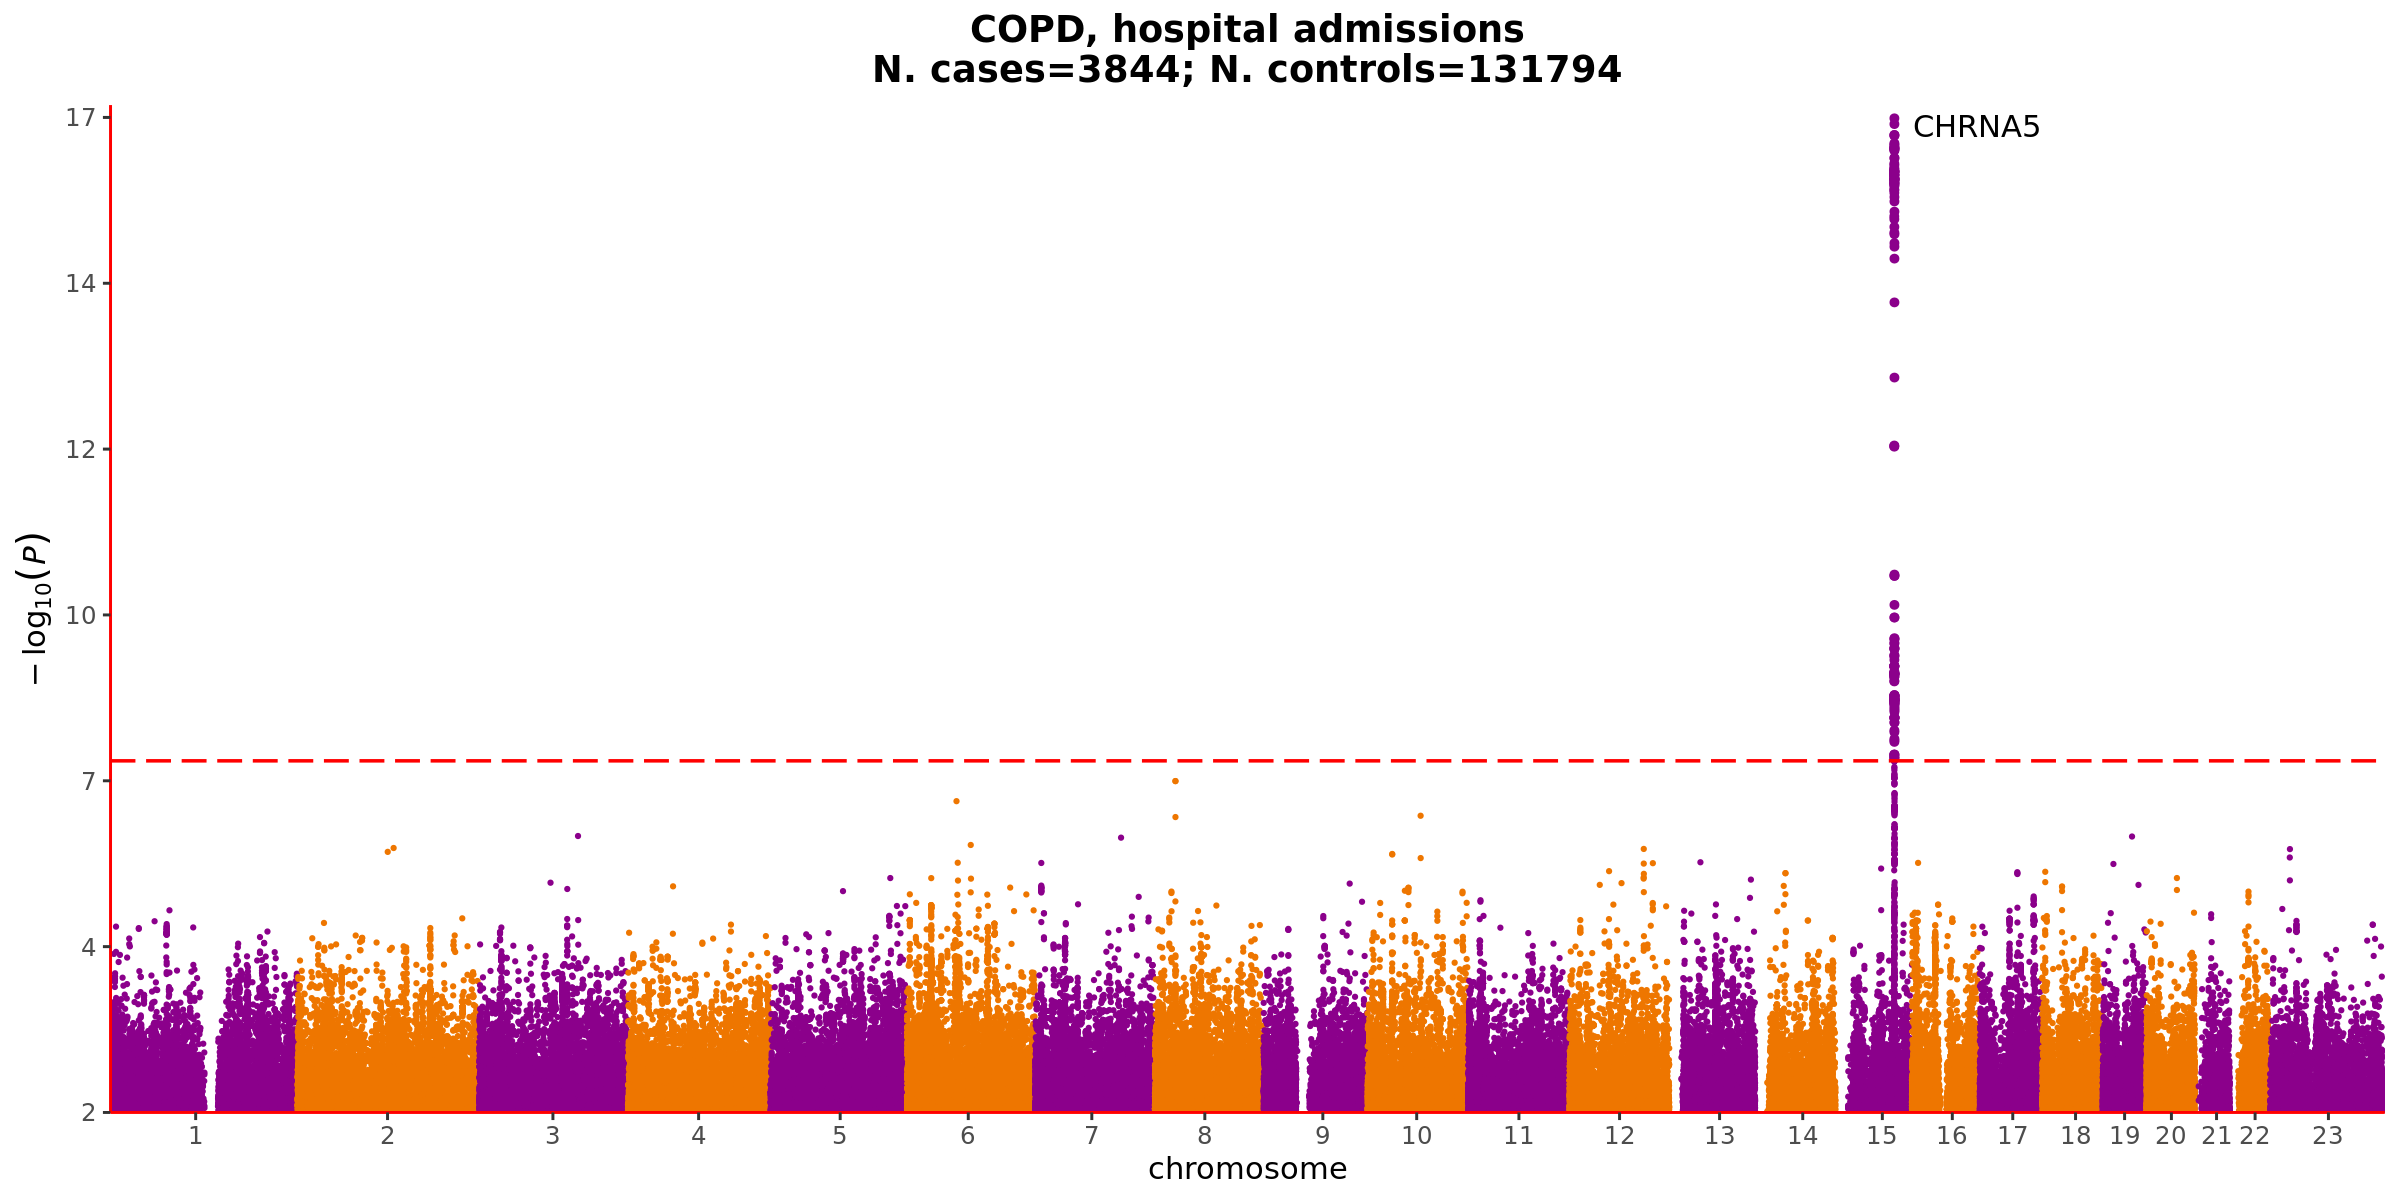 COPD, hospital admissions
N. cases=3844; N. controls=131794
17
CHRNA5
14
12
10
7
4
2
−log₁₀(P)
1 2 3 4 5 6 7 8 9 10 11 12 13 14 15 16 17 18 19 20 21 22 23
chromosome